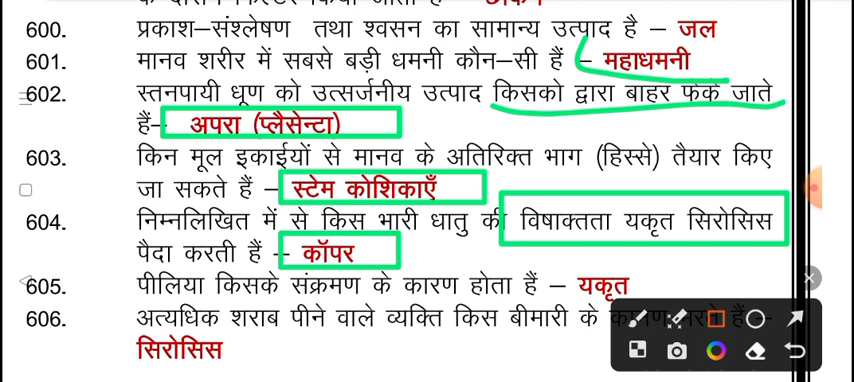 600. प्रकाश–संश्लेषण तथा श्वसन का सामान्य उत्पाद है – जल
601. मानव शरीर में सबसे बड़ी धमनी कौन–सी हैं – महाधमनी
602. स्तनपायी भ्रूण को उत्सर्जनीय उत्पाद किसको द्वारा बाहर फेंके जाते
हैं– अपरा (प्लैसेन्टा)
603. किन मूल इकाईयों से मानव के अतिरिक्त भाग (हिस्से) तैयार किए
जा सकते हैं – स्टेम कोशिकाएँ
604. निम्नलिखित में से किस भारी धातु की विषाक्तता यकृत सिरोसिस
पैदा करती हैं – कॉपर
605. पीलिया किसके संक्रमण के कारण होता हैं – यकृत
606. अत्यधिक शराब पीने वाले व्यक्ति किस बीमारी के हैं –
सिरोसिस